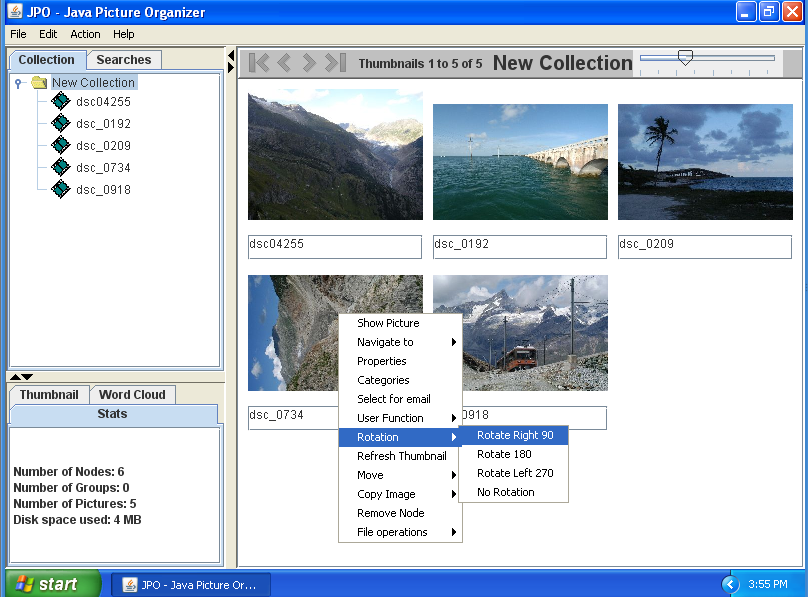 JPO - Java Picture Organizer
File Edit Action Help
Collection Searches
New Collection
dsc04255
dsc_0192
dsc_0209
dsc_0734
dsc_0918
Thumbnail Word Cloud
Stats
Number of Nodes: 6
Number of Groups: 0
Number of Pictures: 5
Disk space used: 4 MB
Thumbnails 1 to 5 of 5 New Collection
dsc04255 dsc_0192 dsc_0209
dsc_0734 0918
Show Picture
Navigate to
Properties
Categories
Select for email
User Function
Rotation
Refresh Thumbnail
Move
Copy Image
Remove Node
File operations
Rotate Right 90
Rotate 180
Rotate Left 270
No Rotation
start JPO - Java Picture Or... 3:55 PM